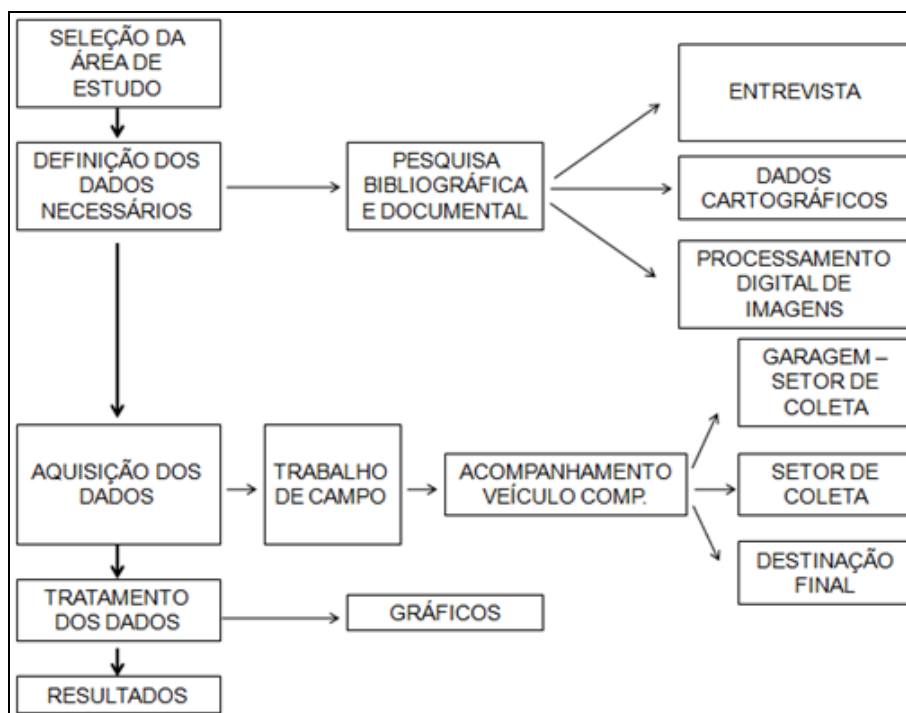 SELEÇÃO DA
ÁREA DE
ESTUDO
DEFINIÇÃO DOS
DADOS
NECESSÁRIOS
PESQUISA
BIBLIOGRÁFICA
E DOCUMENTAL
ENTREVISTA
DADOS
CARTOGRÁFICOS
PROCESSAMENTO
DIGITAL DE
IMAGENS
AQUISIÇÃO DOS
DADOS
TRABALHO
DE CAMPO
ACOMPANHAMENTO
VEÍCULO COMP.
GARAGEM –
SETOR DE
COLETA
SETOR DE
COLETA
DESTINAÇÃO
FINAL
TRATAMENTO
DOS DADOS
GRÁFICOS
RESULTADOS